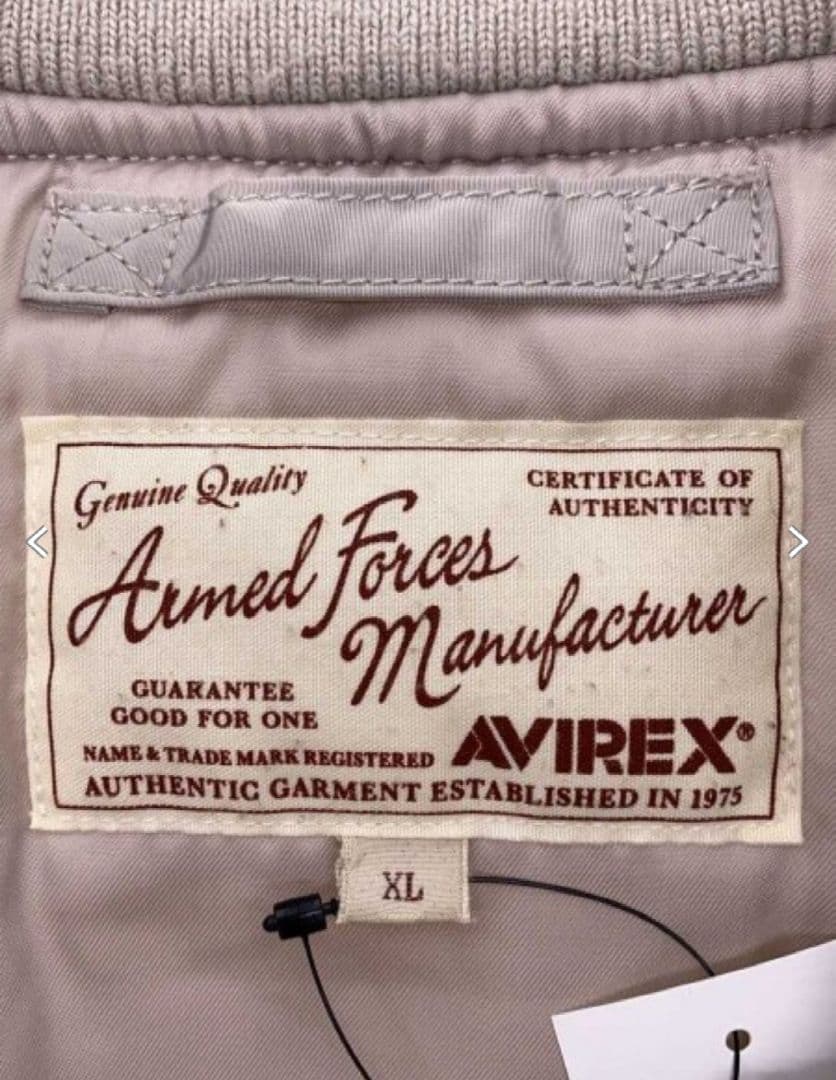 Genuine Quality
CERTIFICATE OF
AUTHENTICITY
Armed Forces
Manufacturer
GUARANTEE
GOOD FOR ONE
NAME & TRADE MARK REGISTERED
AVIREX®
AUTHENTIC GARMENT ESTABLISHED IN 1975
XL